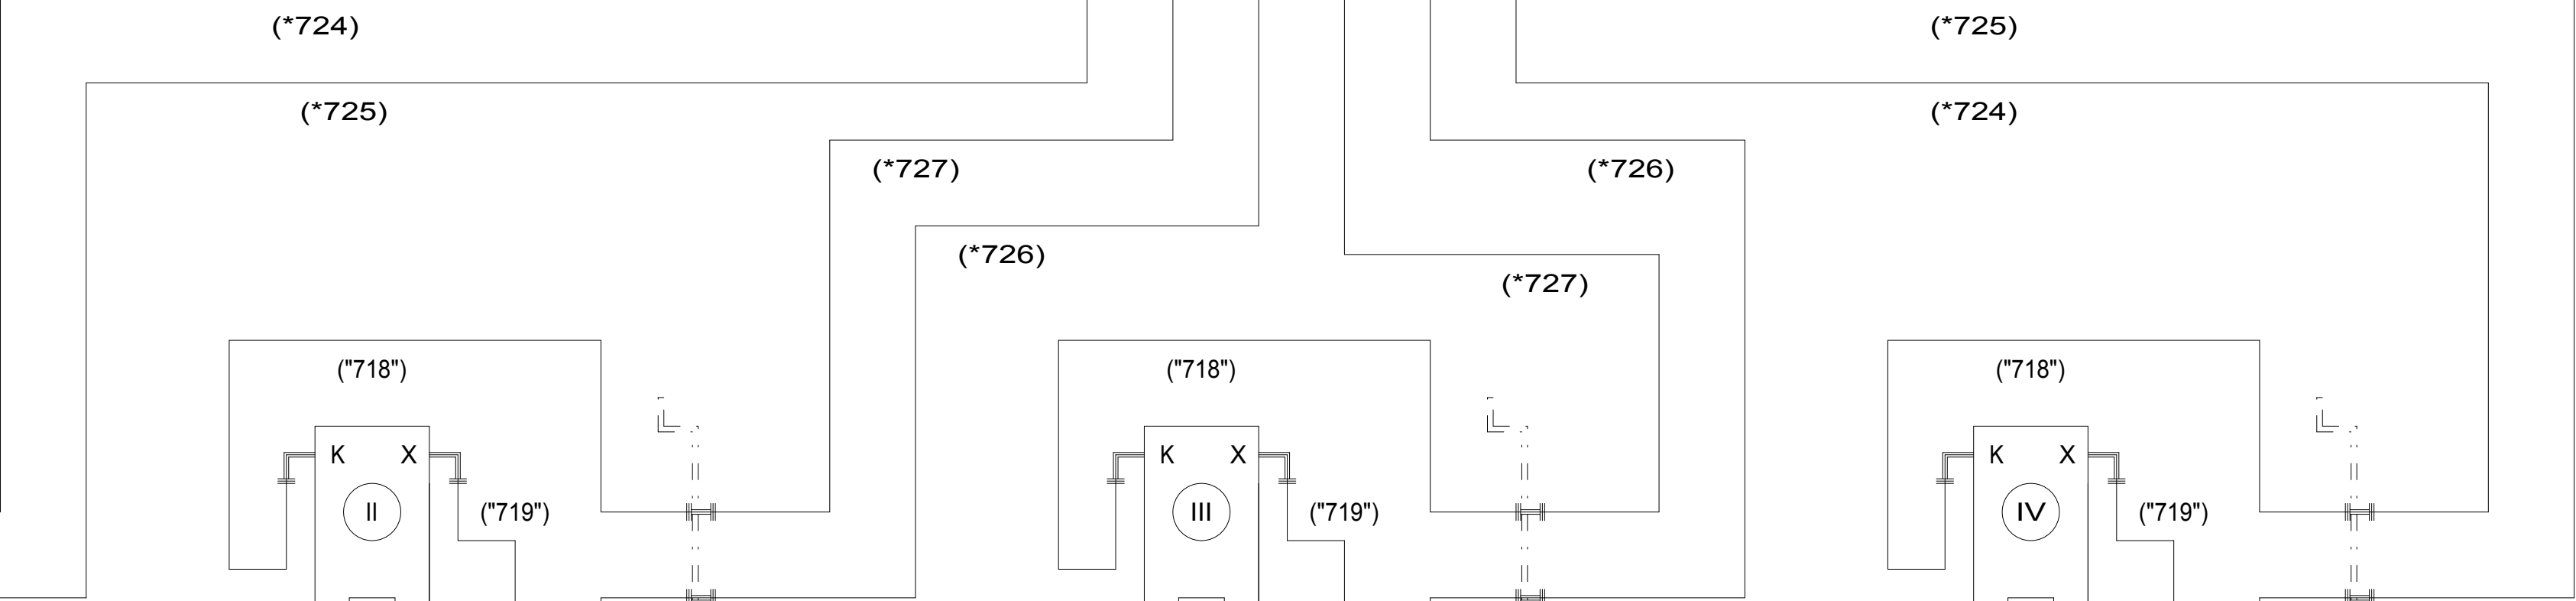 (*724) (*725)
(*725) (*724)
(*727) (*726)
(*726)
(*727)
("718") ("718") ("718")
K X K X K X
II ("719") III ("719") IV ("719")